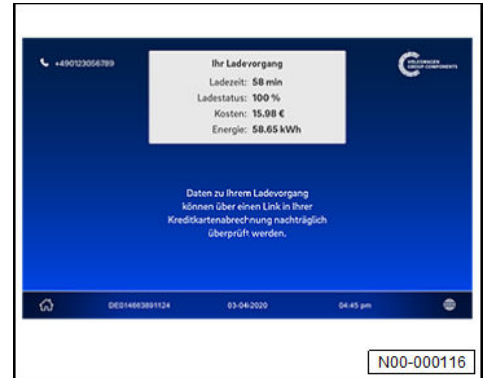 +490123056789
Ihr Ladevorgang
Ladezeit: 58 min
Ladestatus: 100 %
Kosten: 15.98 €
Energie: 58.65 kWh
VOLKSWAGEN
GROUP COMPONENTS
Daten zu Ihrem Ladevorgang
können über einen Link in Ihrer
Kreditkartenabrechnung nachträglich
überprüft werden.
DE014663891124
03-04-2020
04:45 pm
N00-000116